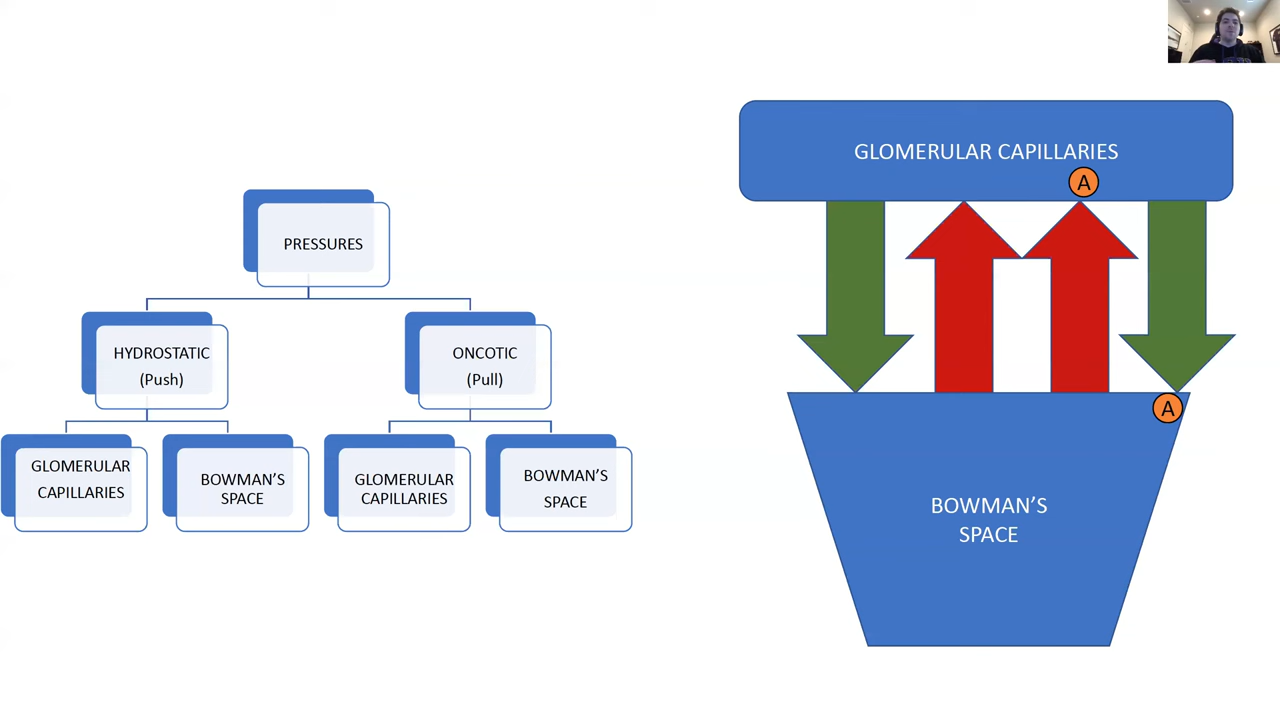 PRESSURES
HYDROSTATIC
(Push)
ONCOTIC
(Pull)
GLOMERULAR
CAPILLARIES
BOWMAN’S
SPACE
GLOMERULAR
CAPILLARIES
BOWMAN’S
SPACE
GLOMERULAR CAPILLARIES
A
A
BOWMAN’S
SPACE